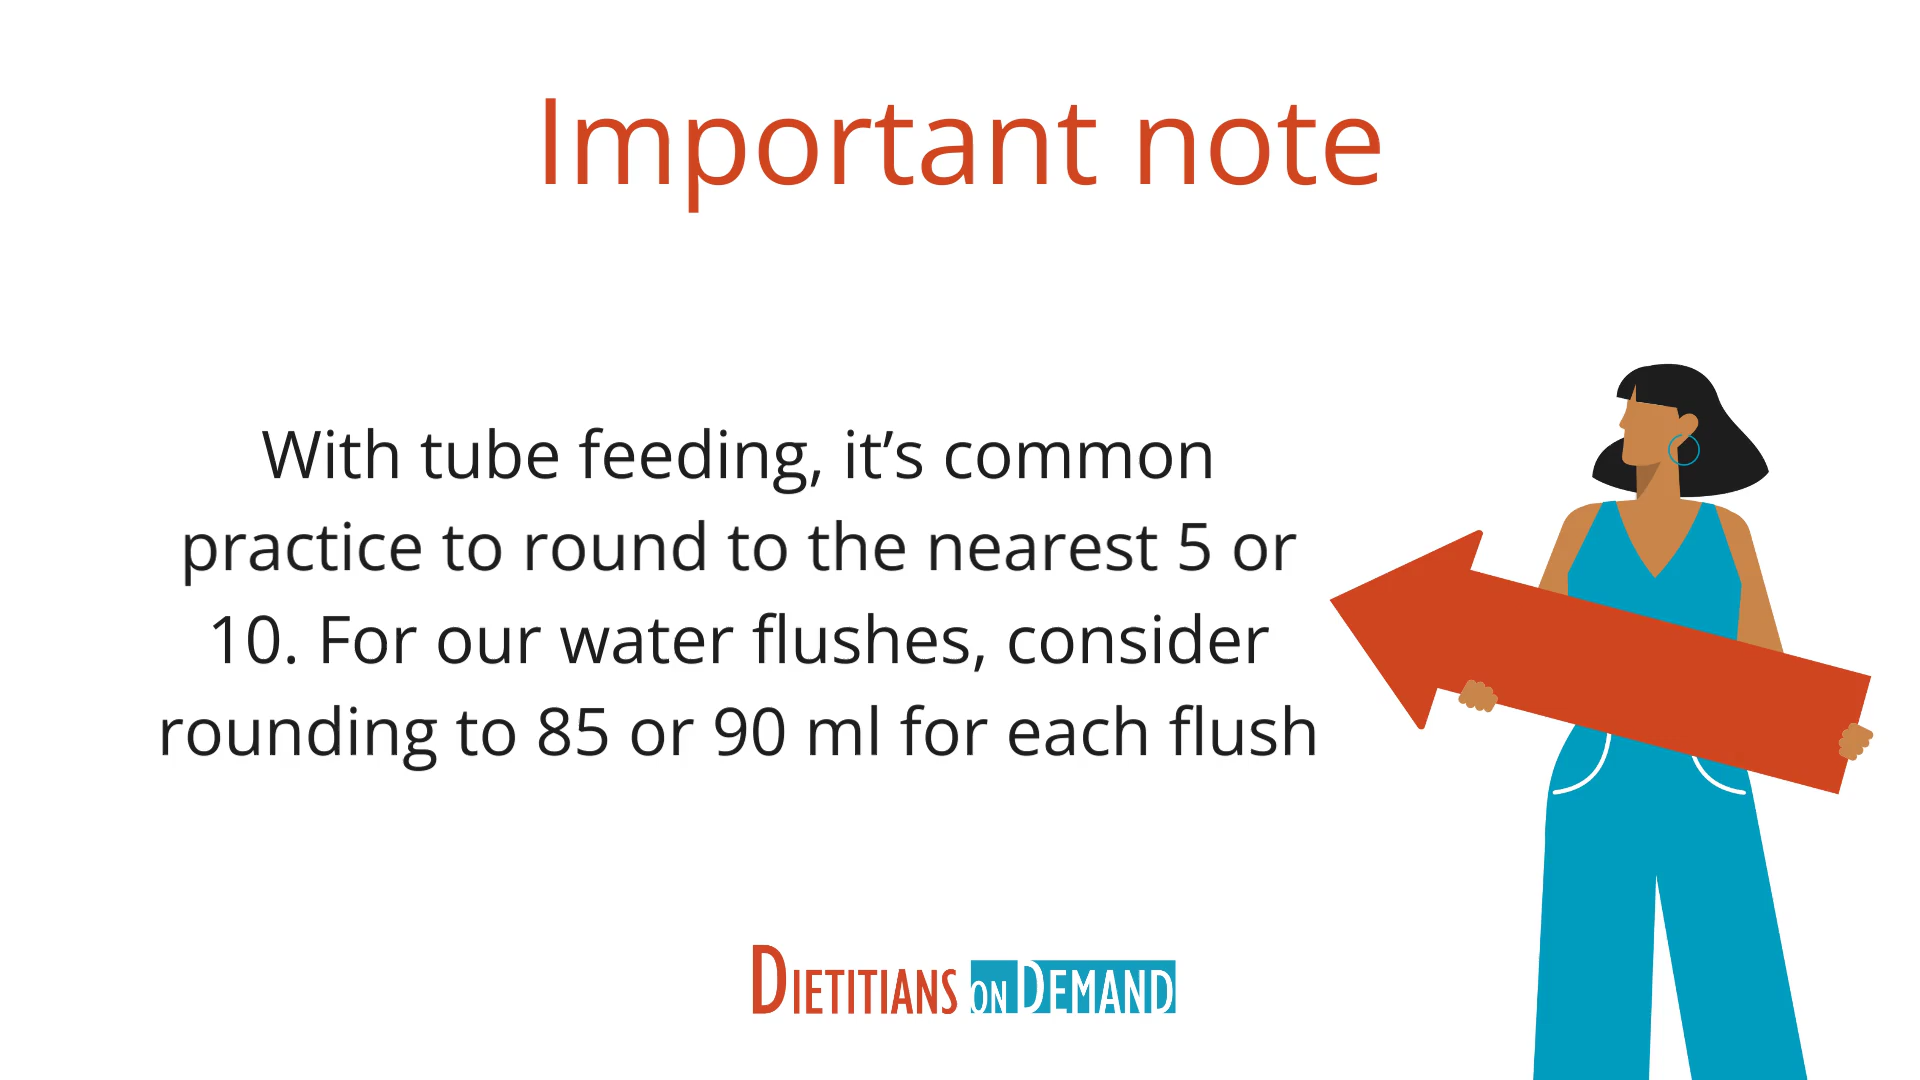 Important note
With tube feeding, it’s common
practice to round to the nearest 5 or
10. For our water flushes, consider
rounding to 85 or 90 ml for each flush
DIETITIANS ON DEMAND